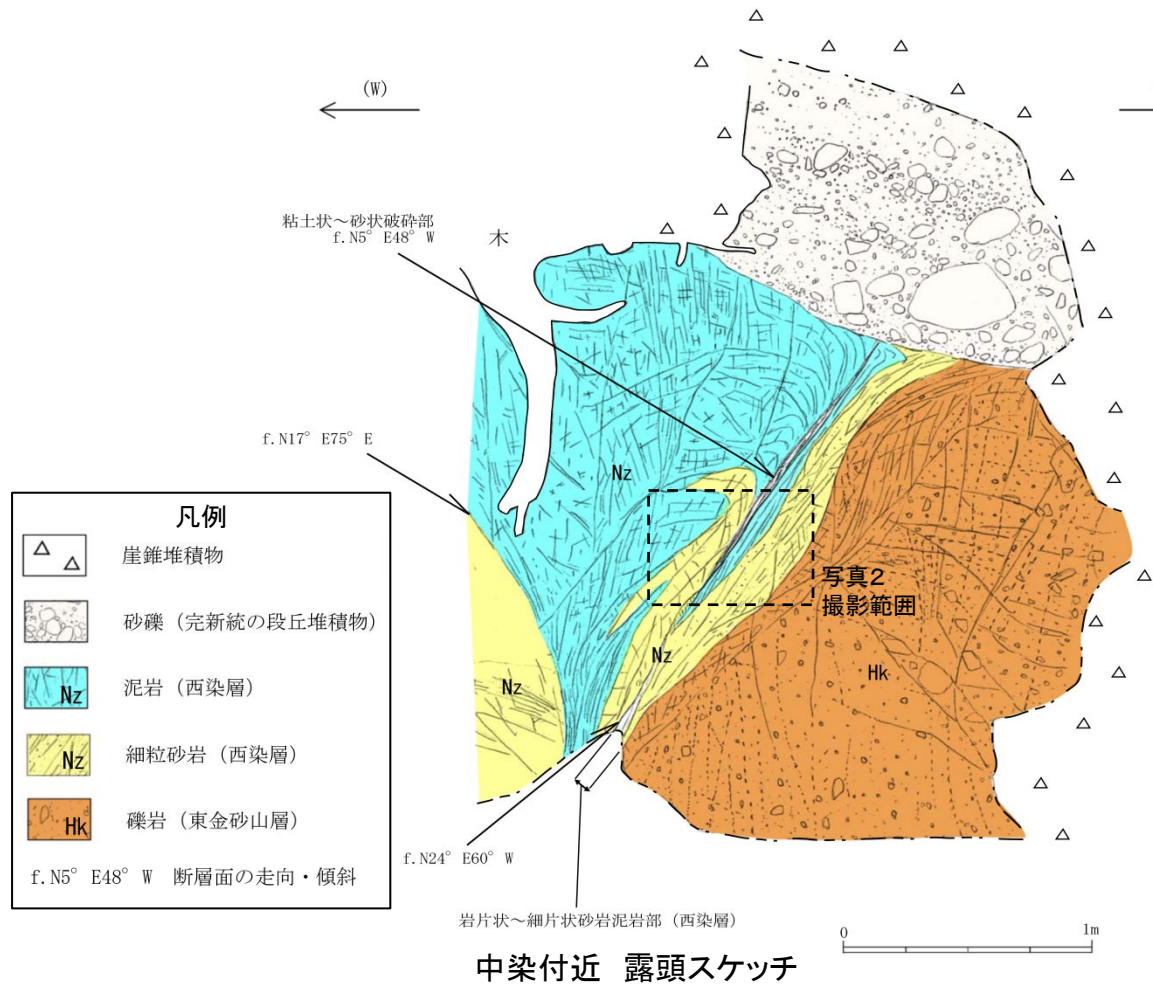 (W)
粘土状～砂状破砕部
f.N5°E48°W
木
f.N17°E75°E
Nz
写真2
撮影範囲
Nz
Nz
Hk
凡例
崖錐堆積物
砂礫（完新統の段丘堆積物）
Nz 泥岩（西染層）
Nz 細粒砂岩（西染層）
Hk 礫岩（東金砂山層）
f.N5°E48°W 断層面の走向・傾斜
f.N24°E60°W
岩片状～細片状砂岩泥岩部（西染層）
0 1m
中染付近 露頭スケッチ